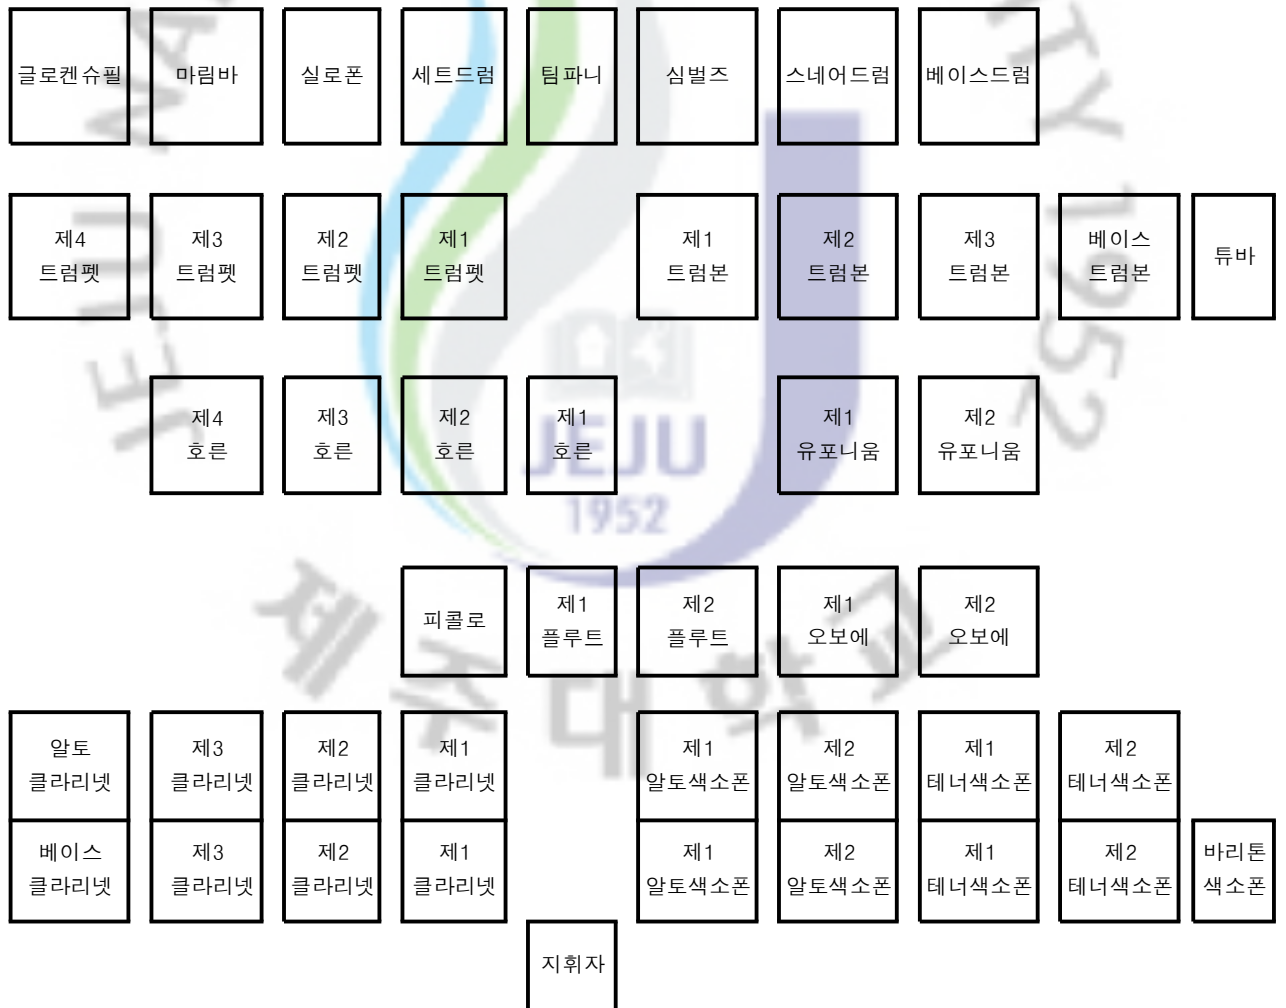 글로켄슈필 마림바 실로폰 세트드럼 팀파니 심벌즈 스네어드럼 베이스드럼
제4 제3 제2 제1 제1 제2 제3 베이스 튜바
트럼펫 트럼펫 트럼펫 트럼펫 트럼본 트럼본 트럼본 트럼본
제4 제3 제2 제1 제1 제2
호른 호른 호른 호른 유포니움 유포니움
JEJU
1952
피콜로 제1 제2 제1 제2
플루트 플루트 오보에 오보에
제주대학교
알토 제3 제2 제1 제1 제2 제1 제2
클라리넷 클라리넷 클라리넷 클라리넷 알토색소폰 알토색소폰 테너색소폰 테너색소폰
베이스 제3 제2 제1 제1 제2 제1 제2 바리톤
클라리넷 클라리넷 클라리넷 클라리넷 알토색소폰 알토색소폰 테너색소폰 테너색소폰 색소폰
지휘자